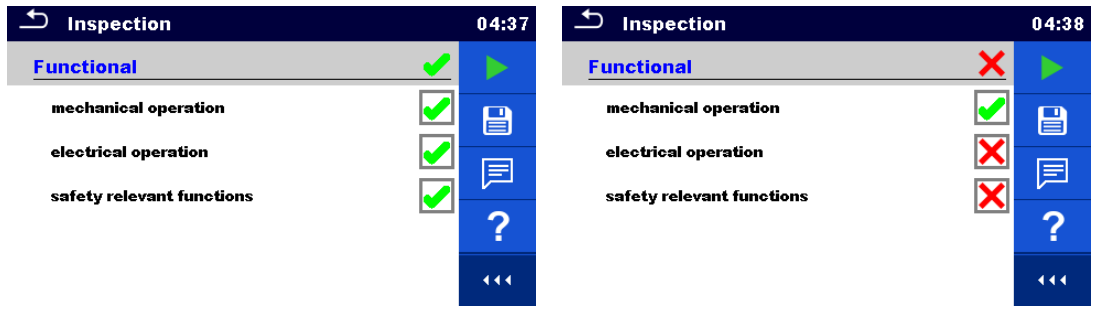 Inspection 04:37
Functional
mechanical operation
electrical operation
safety relevant functions
?
Inspection 04:38
Functional
mechanical operation
electrical operation
safety relevant functions
?